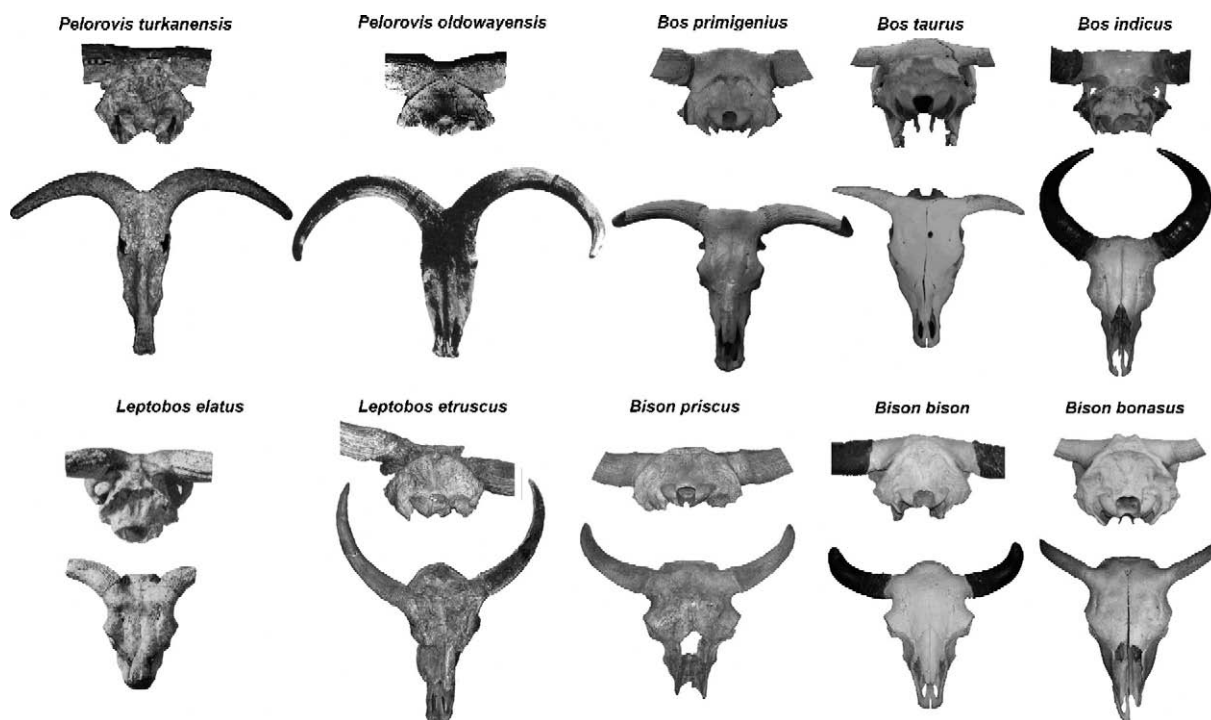 Pelorovis turkanensis
Pelorovis oldowayensis
Bos primigenius
Bos taurus
Bos indicus
Leptobos elatus
Leptobos etruscus
Bison priscus
Bison bison
Bison bonasus